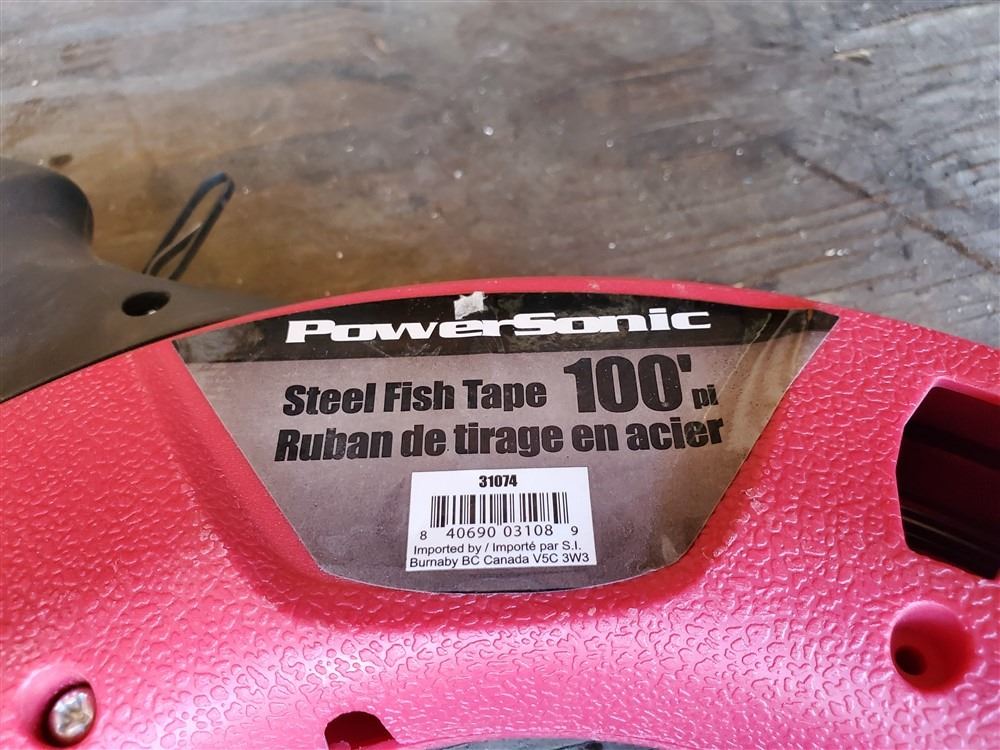 PowerSonic
Steel Fish Tape 100' pi
Ruban de tirage en acier
31074
8 40690 03108 9
Imported by / Importé par S.I.
Burnaby BC Canada V5C 3W3